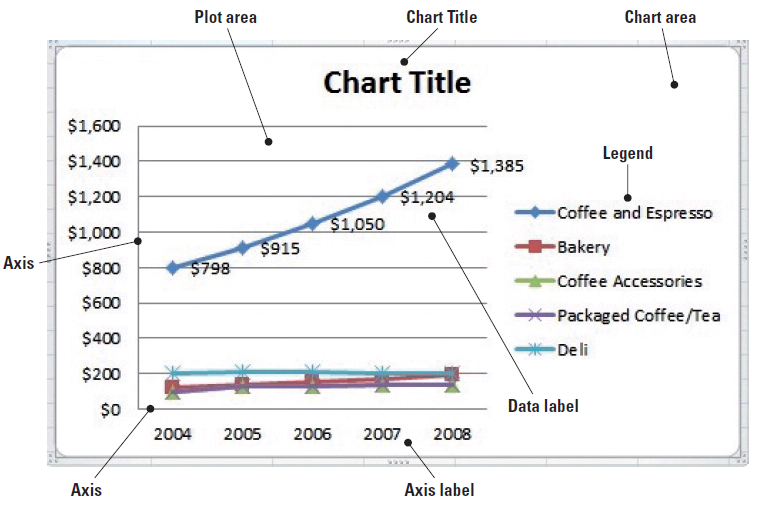 Plot area
Chart Title
Chart area
Chart Title
$1,600
$1,400
$1,200
$1,000
$800
$600
$400
$200
$0
$798
$915
$1,050
$1,204
$1,385
2004
2005
2006
2007
2008
Legend
Coffee and Espresso
Bakery
Coffee Accessories
Packaged Coffee/Tea
Deli
Axis
Data label
Axis
Axis label